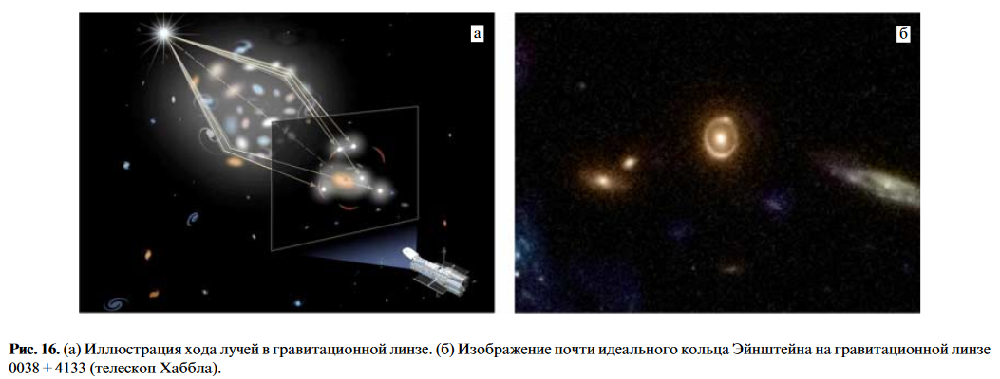 а
б
Рис. 16. (а) Иллюстрация хода лучей в гравитационной линзе. (б) Изображение почти идеального кольца Эйнштейна на гравитационной линзе
0038 + 4133 (телескоп Хаббла).